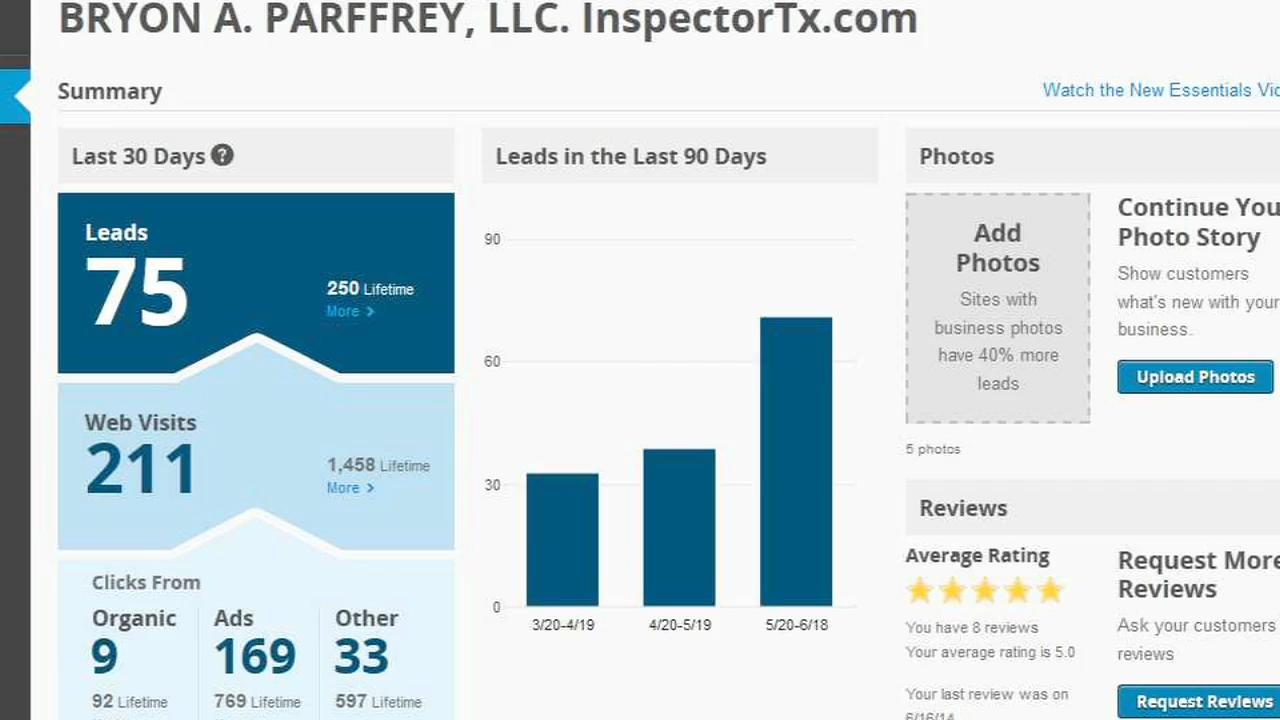 BRYON A. PARFFREY, LLC. InspectorTx.com
Summary
Watch the New Essentials
Last 30 Days ?
Leads
75
250 Lifetime
More >
Web Visits
211
1,458 Lifetime
More >
Clicks From
Organic Ads Other
9 169 33
92 Lifetime 769 Lifetime 597 Lifetime
Leads in the Last 90 Days
90
60
30
0
3/20-4/19 4/20-5/19 5/20-6/18
Photos
Add
Photos
Sites with
business photos
have 40% more
leads
5 photos
Continue You
Photo Story
Show customers
what's new with your
business.
Upload Photos
Reviews
Average Rating
You have 8 reviews
Your average rating is 5.0
Your last review was on
6/16/14
Request More
Reviews
Ask your customers
reviews
Request Reviews